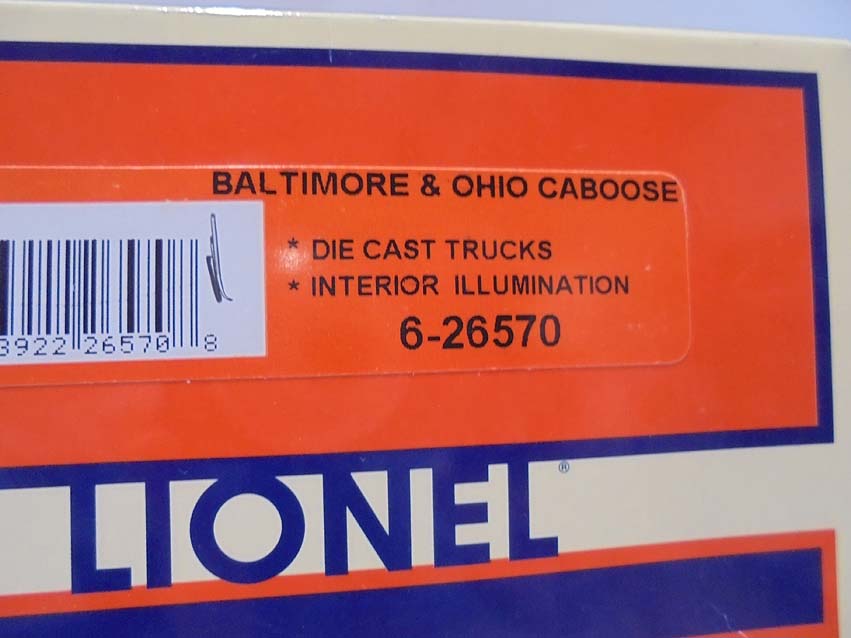 BALTIMORE & OHIO CABOOSE
* DIE CAST TRUCKS
* INTERIOR ILLUMINATION
6-26570
3922 26570 8
LIONEL®